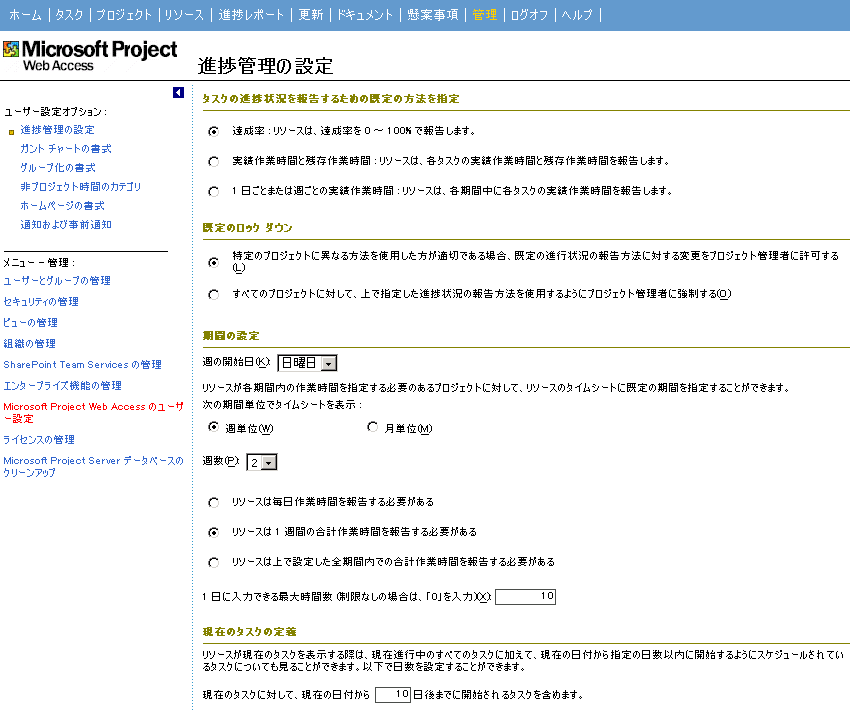 ホーム | タスク | プロジェクト | リソース | 進捗レポート | 更新 | ドキュメント | 懸案事項 | 管理 | ログオフ | ヘルプ |
Microsoft Project
Web Access
進捗管理の設定
ユーザー設定オプション :
進捗管理の設定
ガント チャートの書式
グループ化の書式
非プロジェクト時間のカテゴリ
ホームページの書式
通知および事前通知
メニュー - 管理 :
ユーザーとグループの管理
セキュリティの管理
ビューの管理
組織の管理
SharePoint Team Services の管理
エンタープライズ機能の管理
Microsoft Project Web Access のユーザ
ー設定
ライセンスの管理
Microsoft Project Server データベースの
クリーンアップ
タスクの進捗状況を報告するための既定の方法を指定
達成率 : リソースは、達成率を 0 ～ 100% で報告します。
実績作業時間と残存作業時間 : リソースは、各タスクの実績作業時間と残存作業時間を報告します。
1 日ごとまたは週ごとの実績作業時間 : リソースは、各期間中に各タスクの実績作業時間を報告します。
既定のロック ダウン
特定のプロジェクトに異なる方法を使用した方が適切である場合、既定の進行状況の報告方法に対する変更をプロジェクト管理者に許可する
(L)
すべてのプロジェクトに対して、上で指定した進捗状況の報告方法を使用するようにプロジェクト管理者に強制する(O)
期間の設定
週の開始日(K): 日曜日
リソースが各期間内の作業時間を指定する必要のあるプロジェクトに対して、リソースのタイムシートに既定の期間を指定することができます。
次の期間単位でタイムシートを表示 :
週単位(W) 月単位(M)
週数(P): 2
リソースは毎日作業時間を報告する必要がある
リソースは 1 週間の合計作業時間を報告する必要がある
リソースは上で設定した全期間内での合計作業時間を報告する必要がある
1 日に入力できる最大時間数 (制限なしの場合は、「0」を入力)(X): 10
現在のタスクの定義
リソースが現在のタスクを表示する際は、現在進行中のすべてのタスクに加えて、現在の日付から指定の日数以内に開始するようにスケジュールされてい
るタスクについても見ることができます。以下で日数を設定することができます。
現在のタスクに対して、現在の日付から 10 日後までに開始されるタスクを含めます。